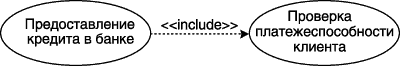 Предоставление
кредита в банке
<<include>>
Проверка
платежеспособности
клиента